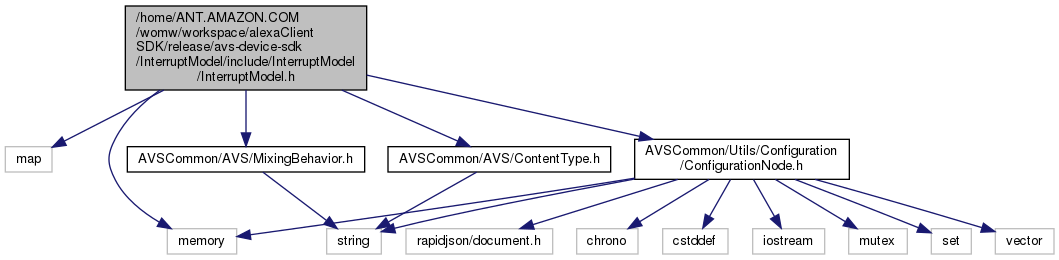 /home/ANT.AMAZON.COM
/womw/workspace/alexaClient
SDK/release/avs-device-sdk
/InterruptModel/include/InterruptModel
/InterruptModel.h
map
AVSCommon/AVS/MixingBehavior.h
AVSCommon/AVS/ContentType.h
AVSCommon/Utils/Configuration
/ConfigurationNode.h
memory
string
rapidjson/document.h
chrono
cstddef
iostream
mutex
set
vector